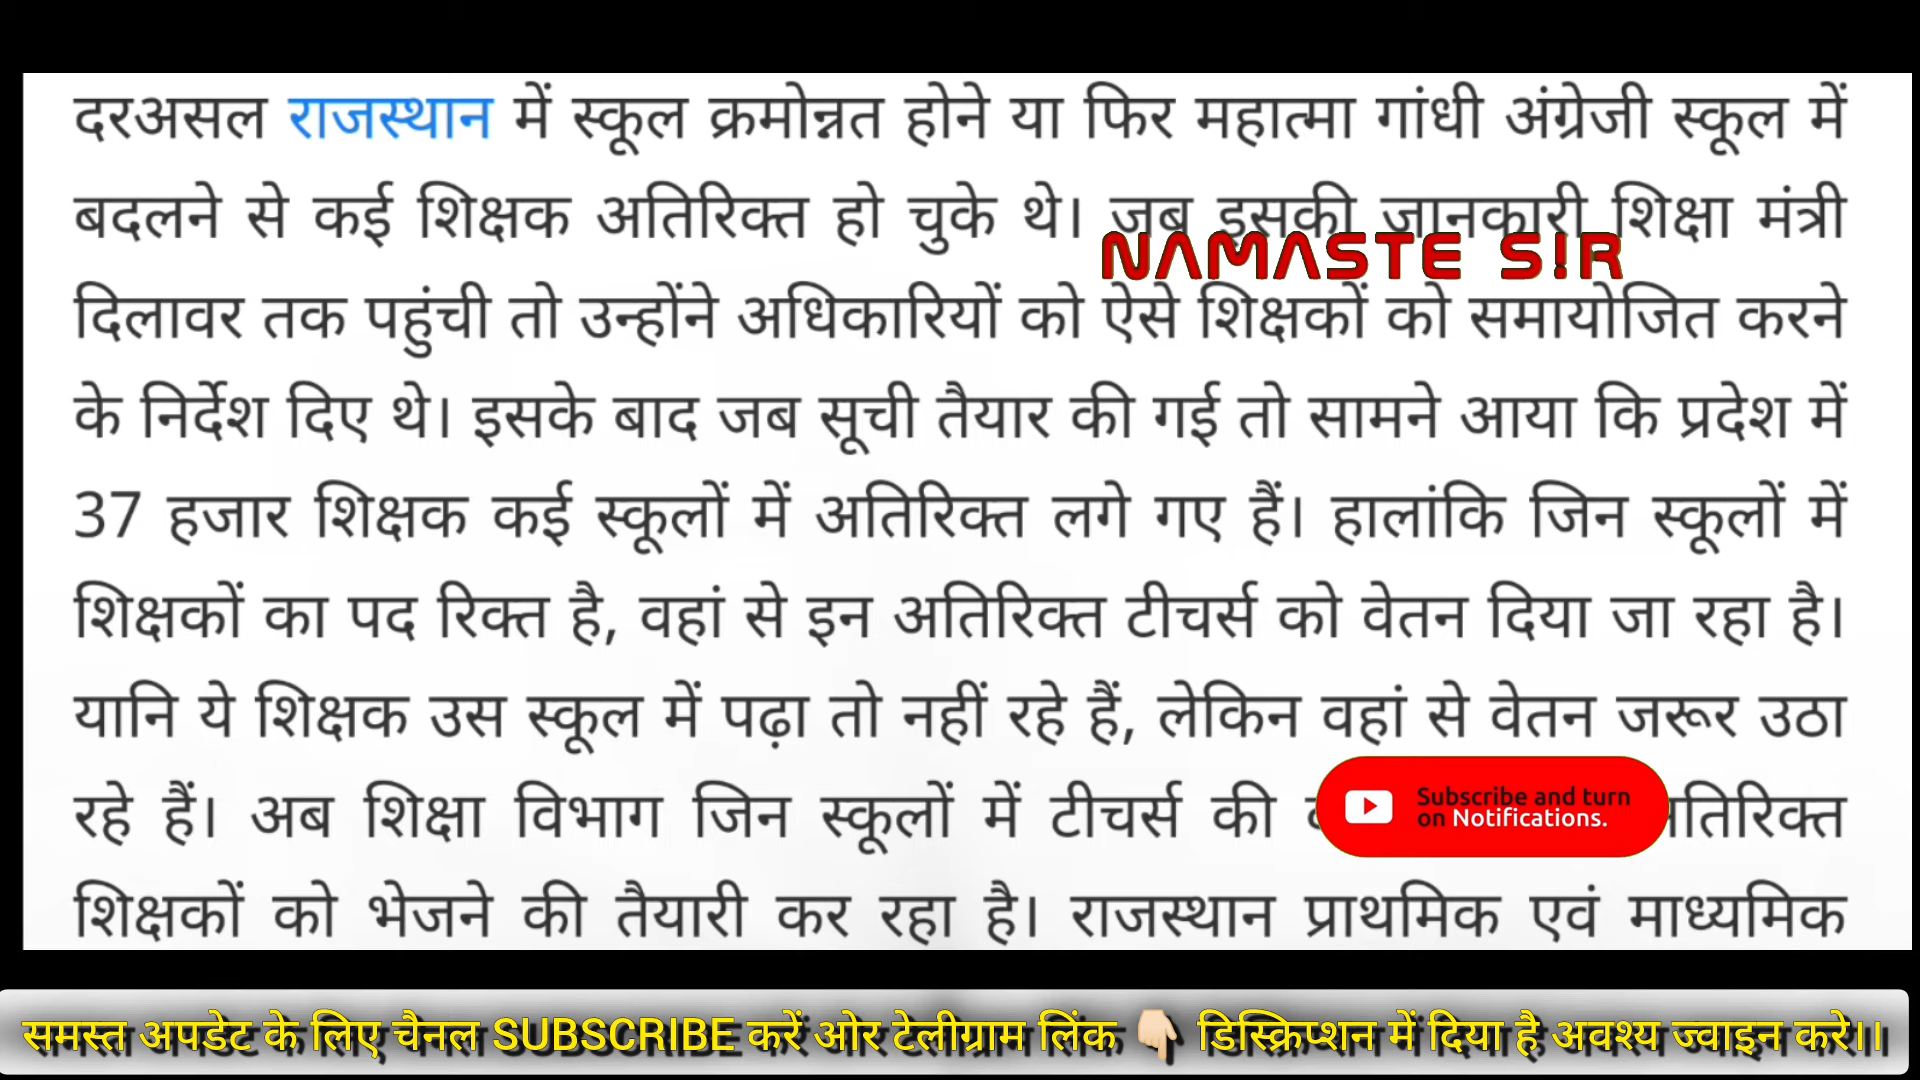 दरअसल राजस्थान में स्कूल क्रमोन्नत होने या फिर महात्मा गांधी अंग्रेजी स्कूल में
बदलने से कई शिक्षक अतिरिक्त हो चुके थे। जब इसकी जानकारी शिक्षा मंत्री
NAMASTE S!R
दिलावर तक पहुंची तो उन्होंने अधिकारियों को ऐसे शिक्षकों को समायोजित करने
के निर्देश दिए थे। इसके बाद जब सूची तैयार की गई तो सामने आया कि प्रदेश में
37 हजार शिक्षक कई स्कूलों में अतिरिक्त लगे गए हैं। हालांकि जिन स्कूलों में
शिक्षकों का पद रिक्त है, वहां से इन अतिरिक्त टीचर्स को वेतन दिया जा रहा है।
यानि ये शिक्षक उस स्कूल में पढ़ा तो नहीं रहे हैं, लेकिन वहां से वेतन जरूर उठा
रहे हैं। अब शिक्षा विभाग जिन स्कूलों में टीचर्स की
Subscribe and turn
on Notifications.
शिक्षकों को भेजने की तैयारी कर रहा है। राजस्थान प्राथमिक एवं माध्यमिक
समस्त अपडेट के लिए चैनल SUBSCRIBE करें ओर टेलीग्राम लिंक 👇🏻 डिस्क्रिप्शन में दिया है अवश्य ज्वाइन करे।।